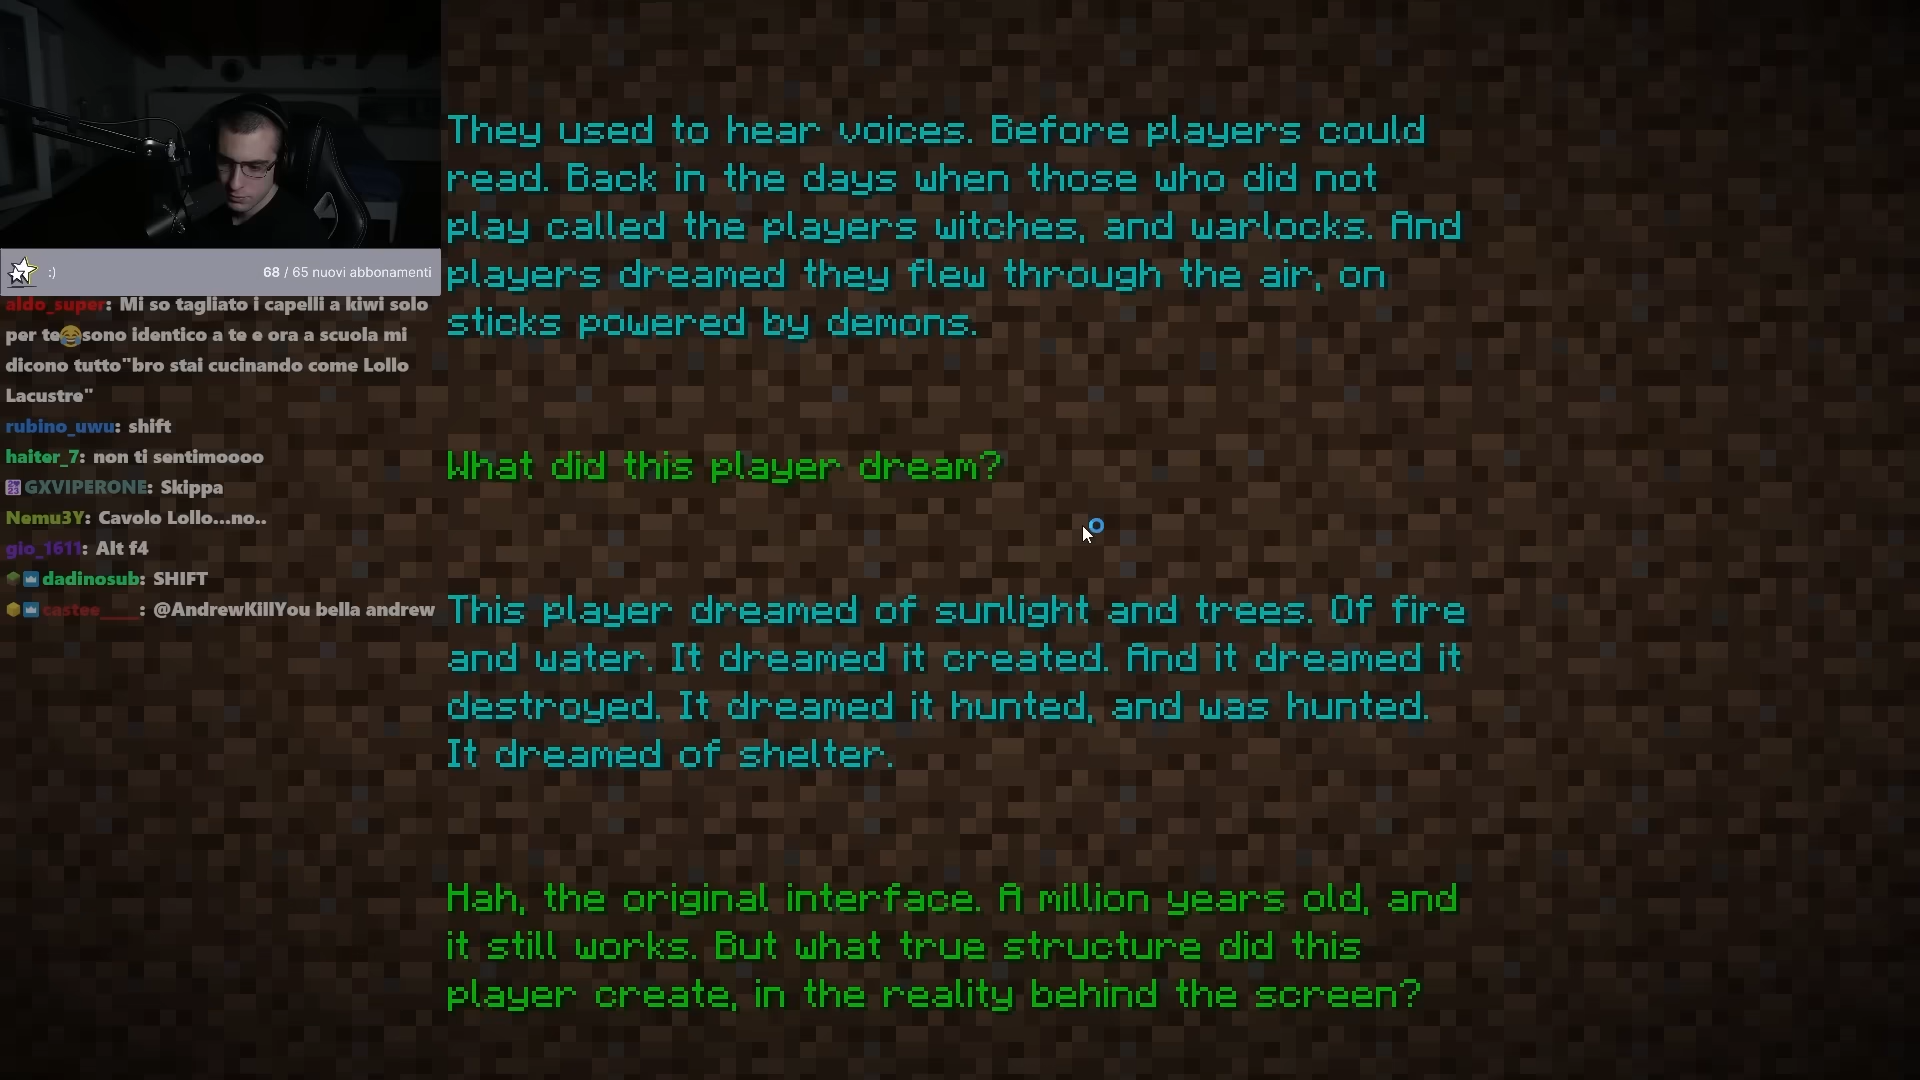 They used to hear voices. Before players could
read. Back in the days when those who did not
play called the players witches, and warlocks. And
players dreamed they flew through the air, on
sticks powered by demons.
What did this player dream?
This player dreamed of sunlight and trees. Of fire
and water. It dreamed it created. And it dreamed it
destroyed. It dreamed it hunted, and was hunted.
It dreamed of shelter.
Hah, the original interface. A million years old, and
it still works. But what true structure did this
player create, in the reality behind the screen?
:) 68 / 65 nuovi abbonamenti
aldo_super: Mi so tagliato i capelli a kiwi solo
per te😂sono identico a te e ora a scuola mi
dicono tutto"bro stai cucinando come Lollo
Lacustre"
rubino_uwu: shift
haiter_7: non ti sentimoooo
GXVIPERONE: Skippa
Nemu3Y: Cavolo Lollo...no..
gio_1611: Alt f4
dadinosub: SHIFT
castee____: @AndrewKillYou bella andrew